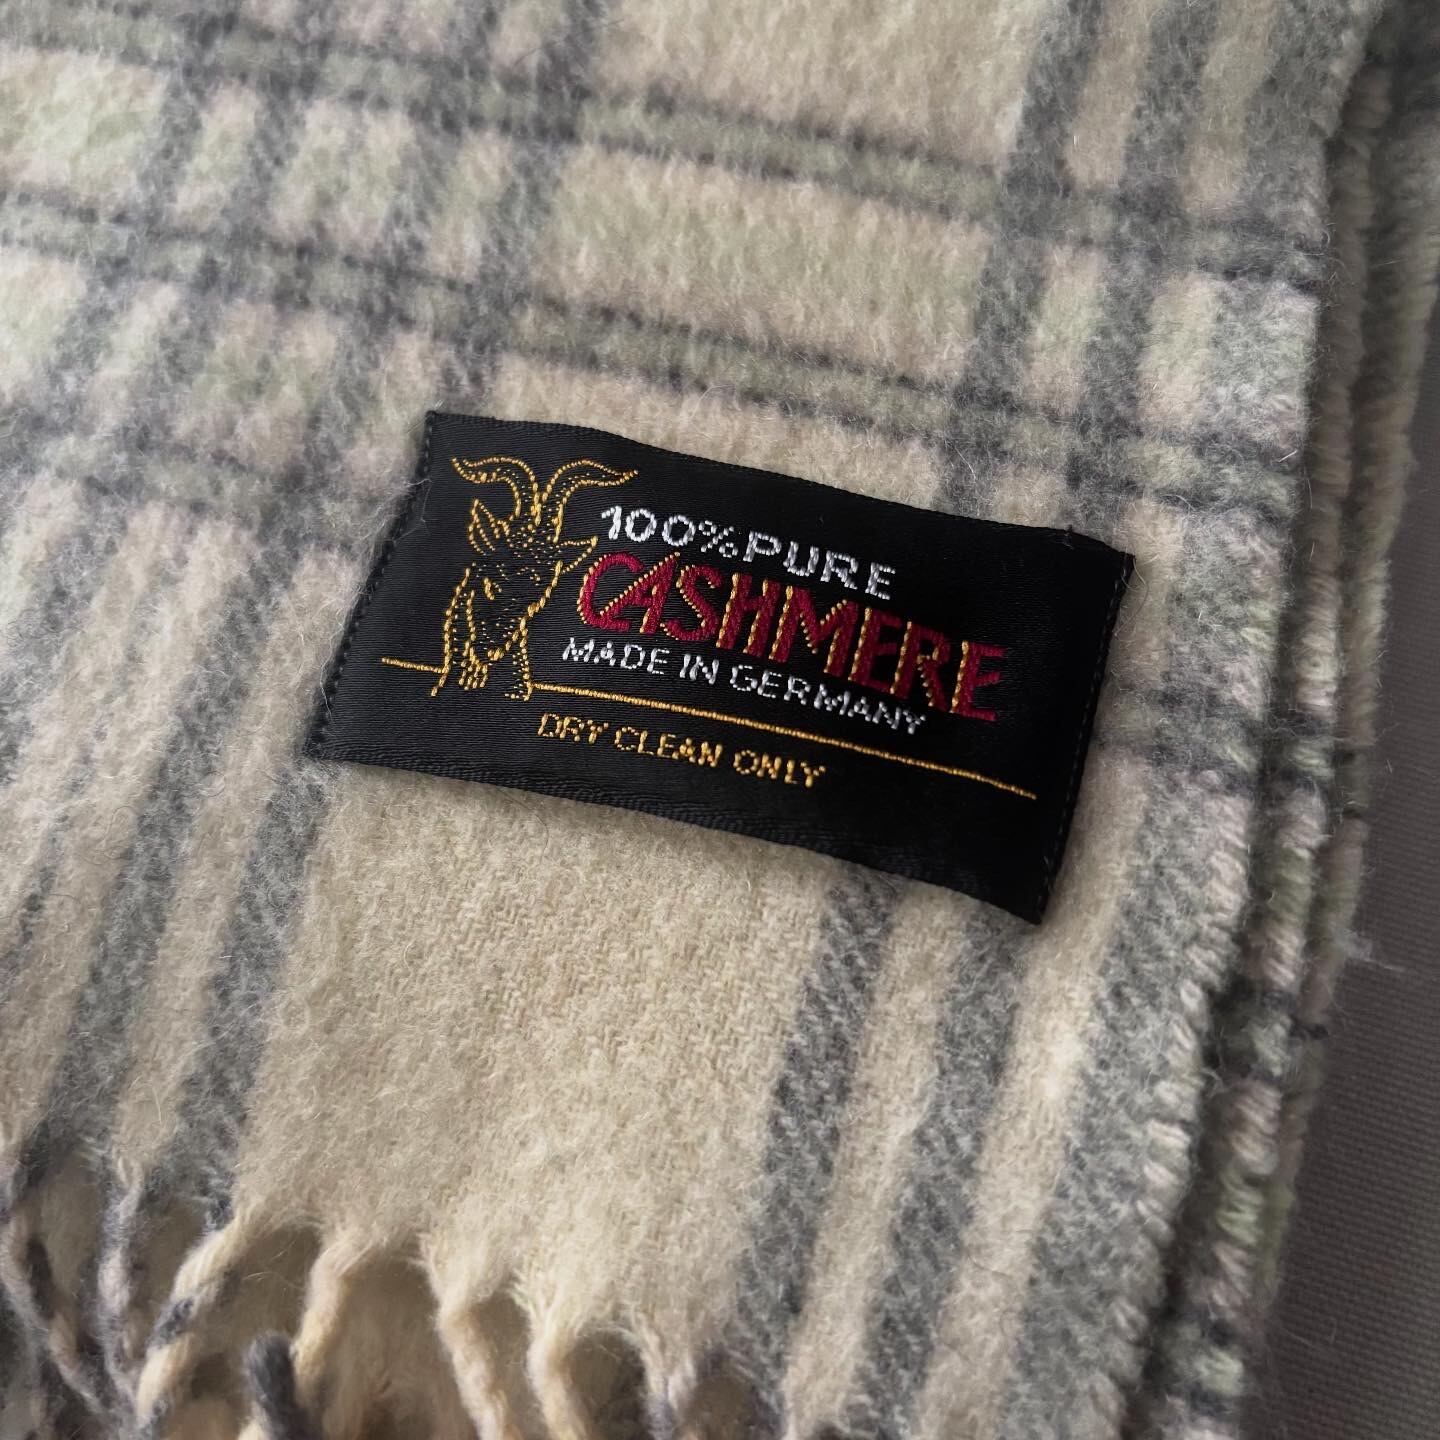 100% PURE
CASHMERE
MADE IN GERMANY
DRY CLEAN ONLY